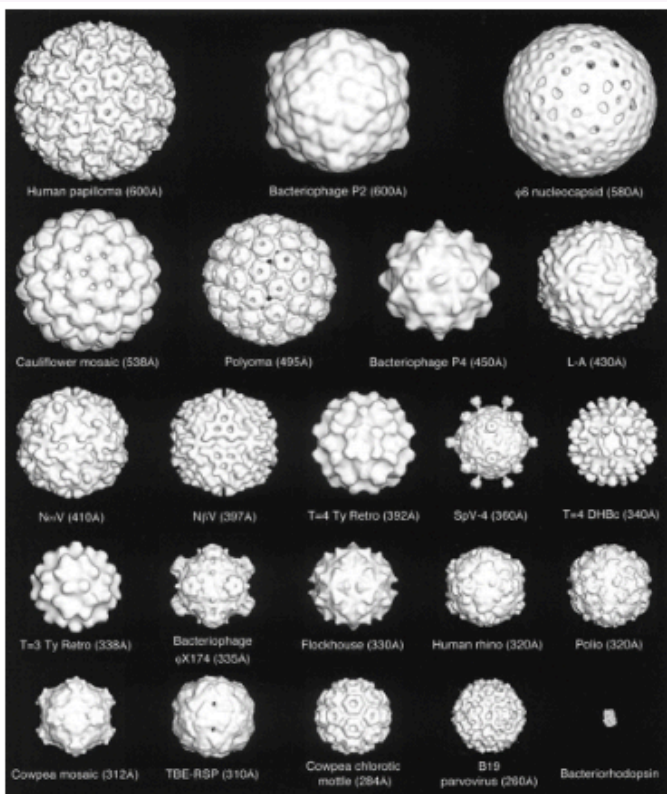 Human papilloma (600A)
Bacteriophage P2 (600A)
φ6 nucleocapsid (580A)
Cauliflower mosaic (538A)
Polyoma (495A)
Bacteriophage P4 (450A)
L-A (430A)
NωV (410A)
NβV (397A)
T=4 Ty Retro (392A)
SpV-4 (360A)
T=4 DHBc (340A)
T=3 Ty Retro (338A)
Bacteriophage
φX174 (335A)
Flockhouse (330A)
Human rhino (320A)
Polio (320A)
Cowpea mosaic (312A)
TBE-RSP (310A)
Cowpea chlorotic
mottle (284A)
B19
parvovirus (260A)
Bacteriorhodopsin